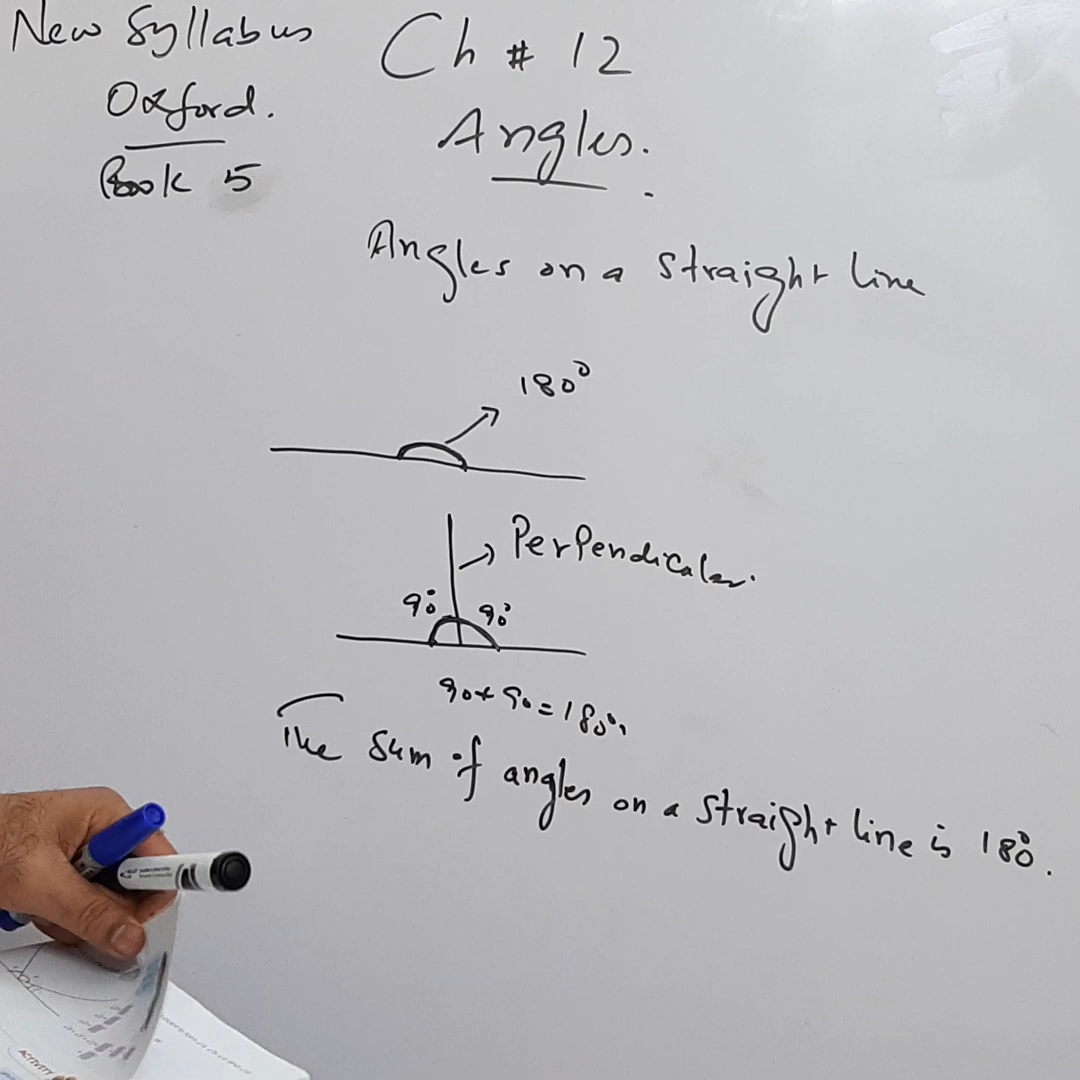 New Syllabus
Oxford.
Book 5
Ch # 12
Angles.
Angles on a straight line
180°
Perpendicular.
90° 90°
90+90=180°
The sum of angles on a straight line is 180°.
ACTIVITY